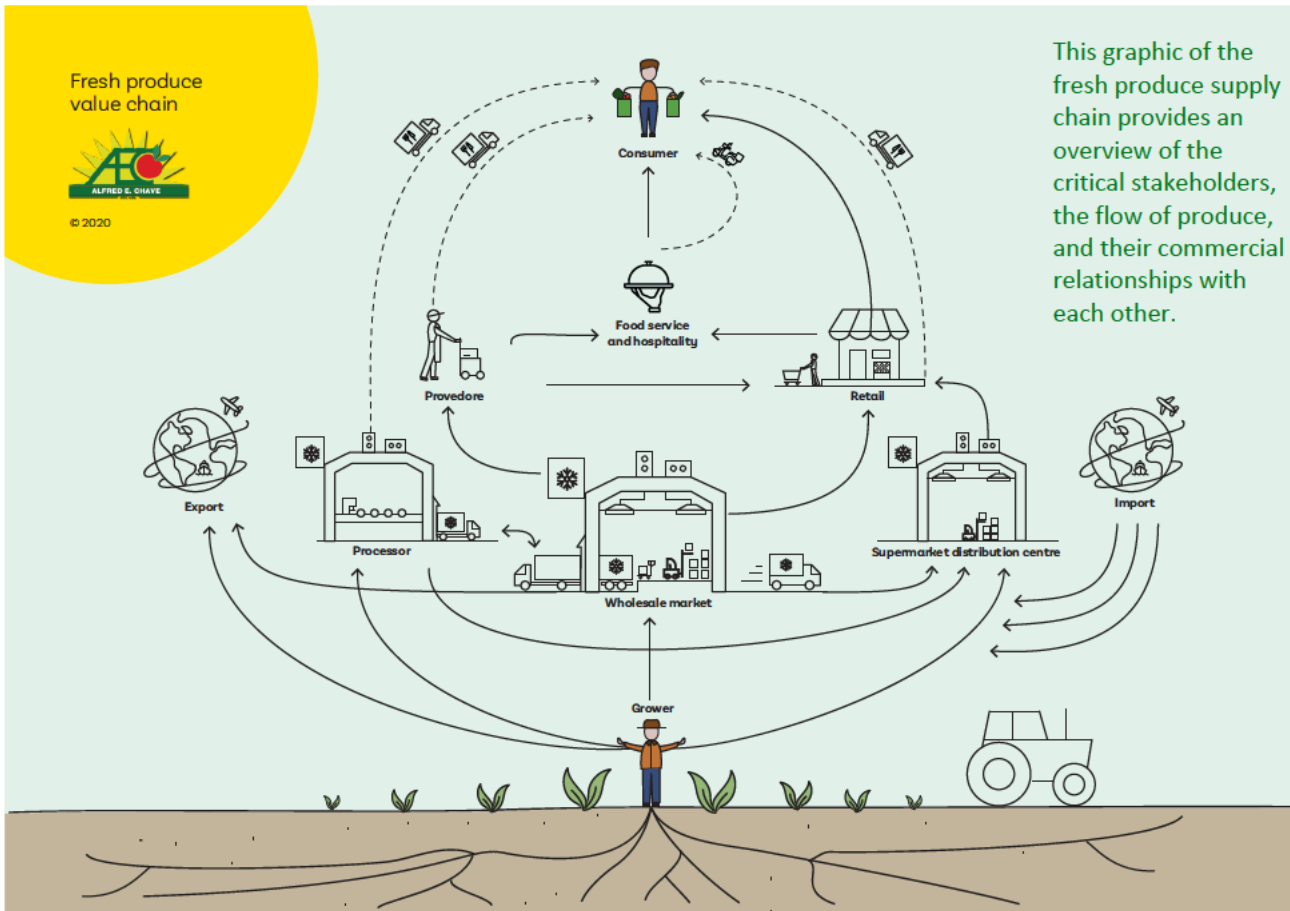 Fresh produce
value chain
AEC
ALFRED E. CHAVE
© 2020
This graphic of the
fresh produce supply
chain provides an
overview of the
critical stakeholders,
the flow of produce,
and their commercial
relationships with
each other.
Consumer
Food service
and hospitality
Provedore
Retail
Export
Import
Processor
Supermarket distribution centre
Wholesale market
Grower